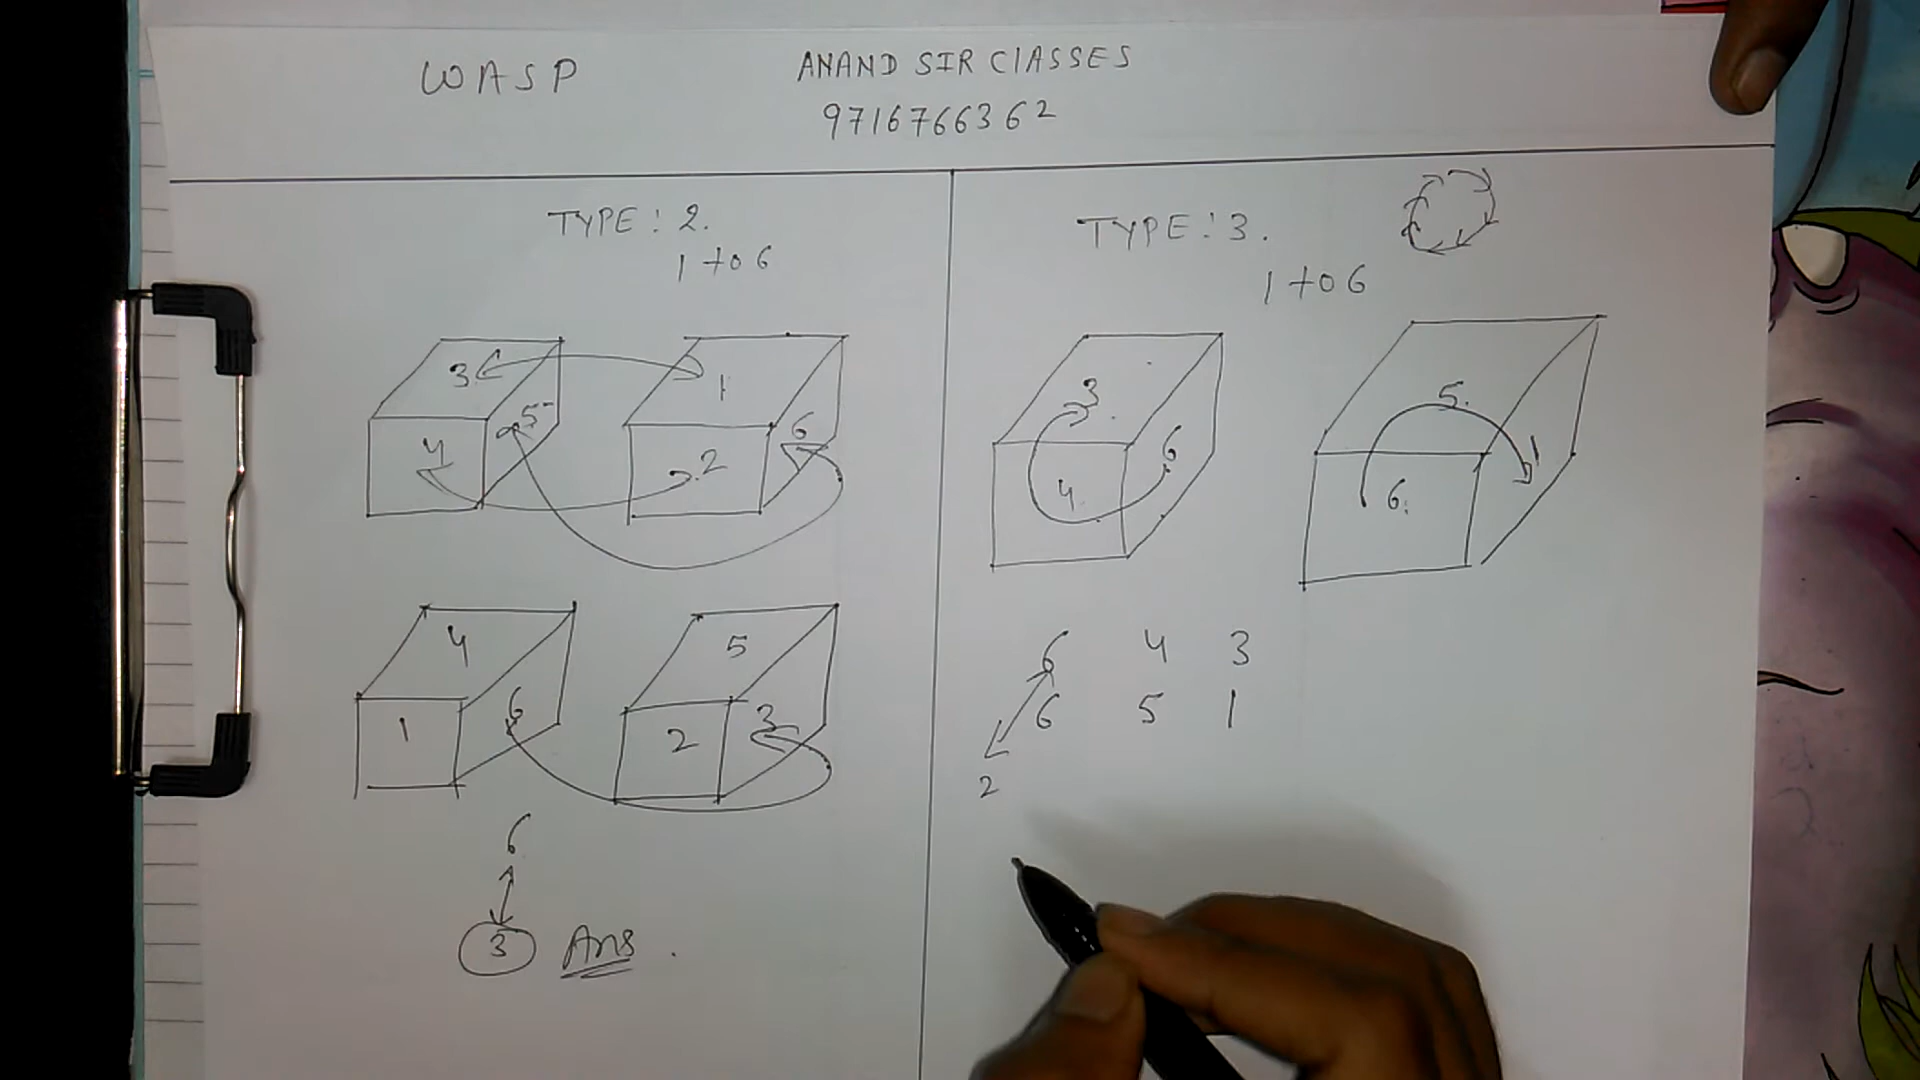 WASP
ANAND SIR ClASSES
9716766362
TYPE: 2.
1 to 6
3 1
5 6
4 2
4 5
6 3
1 2
6
3 Ans.
TYPE: 3.
1 to 6
3 5.
6 1
4. 6.
6 4 3
6 5 1
2